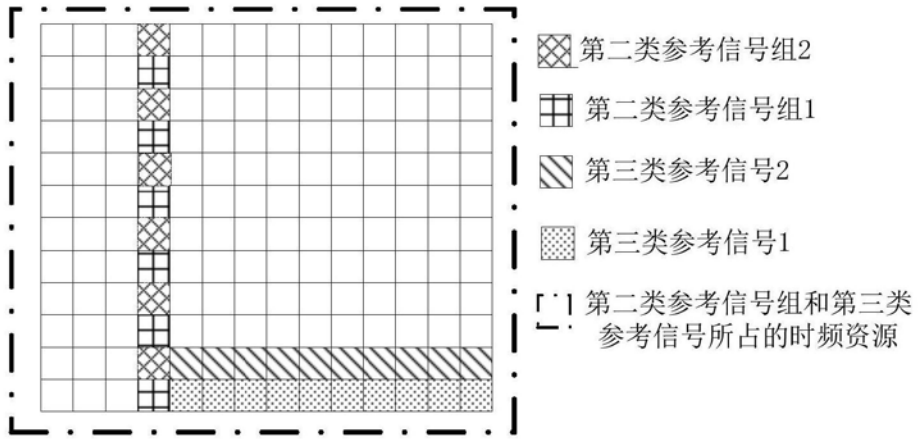 第二类参考信号组2
第二类参考信号组1
第三类参考信号2
第三类参考信号1
第二类参考信号组和第三类
参考信号所占的时频资源